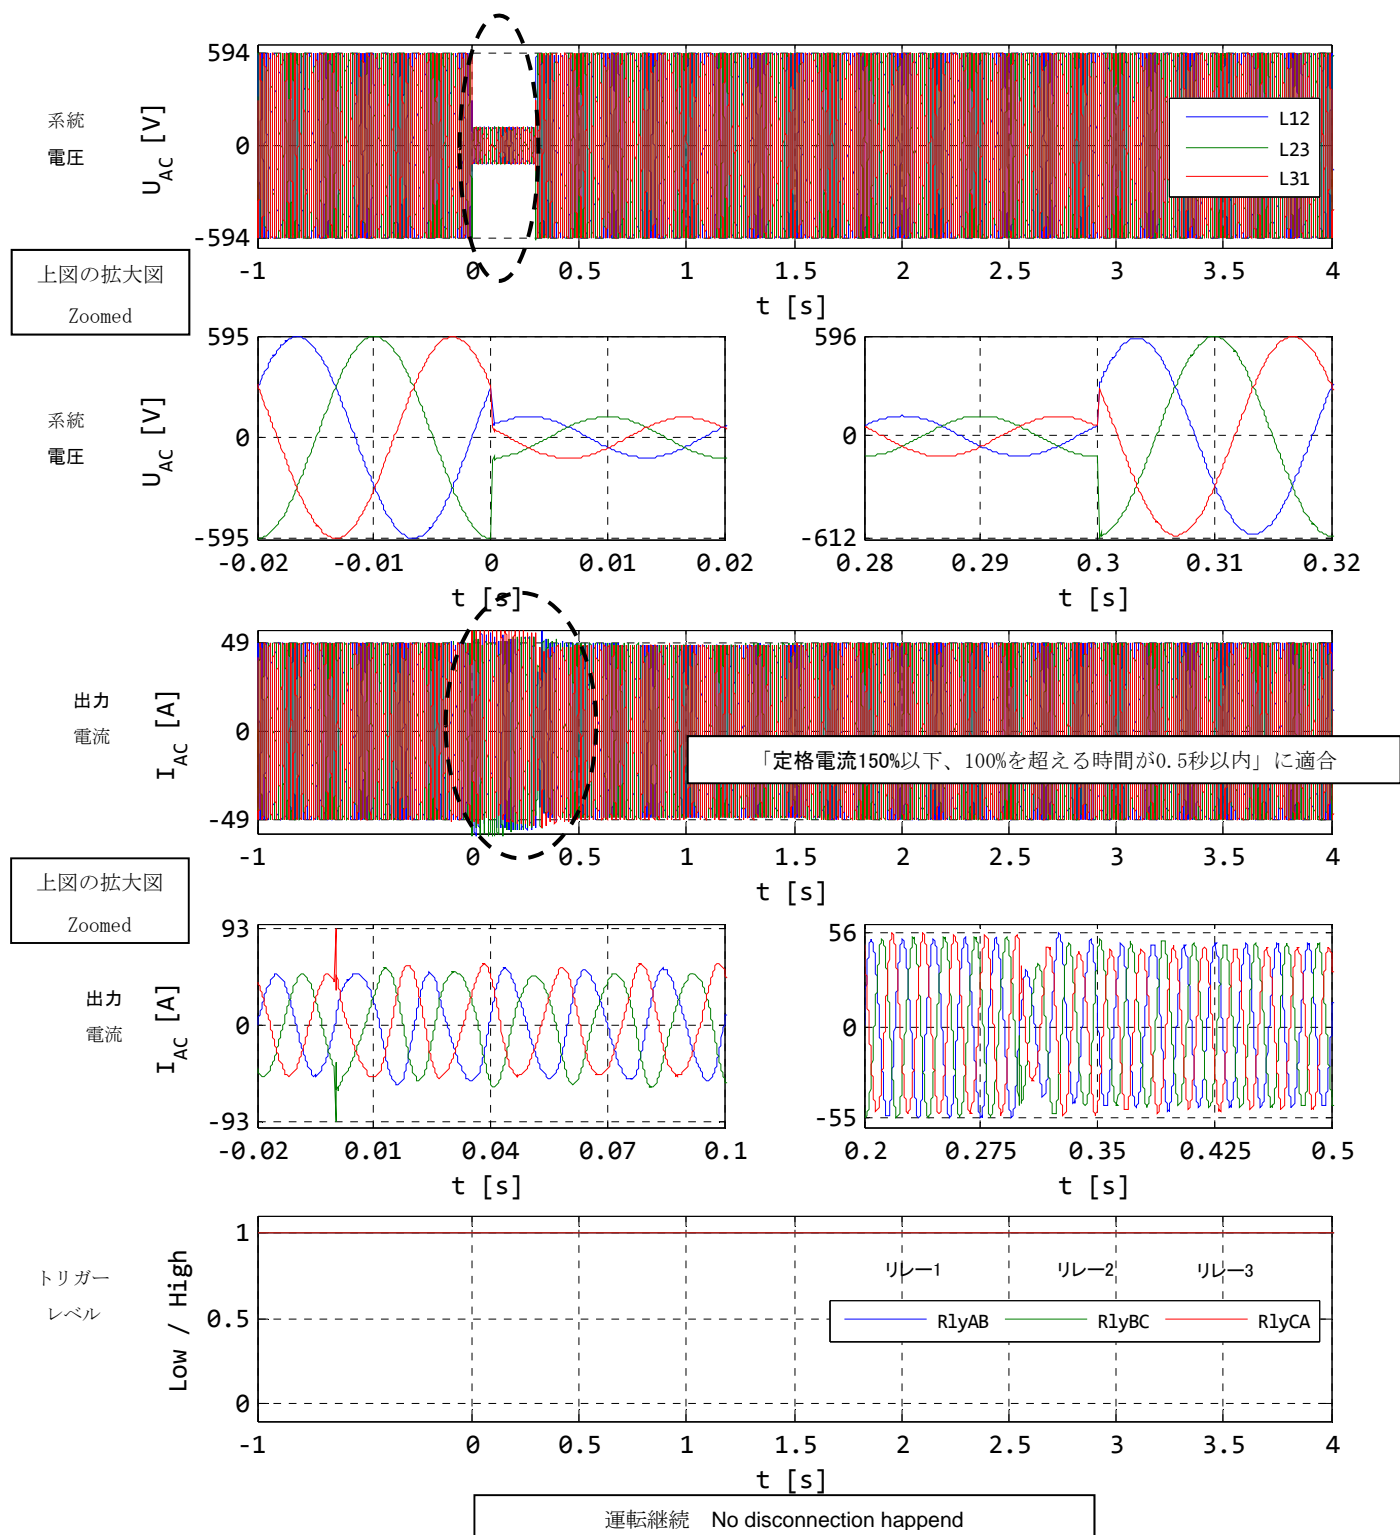 594
0
-594
系統
電圧
U_AC [V]
L12
L23
L31
-1
0
0.5
1
1.5
2
2.5
3
3.5
4
t [s]
上図の拡大図
Zoomed
系統
電圧
U_AC [V]
595
0
-595
-0.02
-0.01
0
0.01
0.02
t [s]
596
0
-612
0.28
0.29
0.3
0.31
0.32
t [s]
出力
電流
I_AC [A]
49
0
-49
「定格電流150%以下、100%を超える時間が0.5秒以内」に適合
-1
0
0.5
1
1.5
2
2.5
3
3.5
4
t [s]
上図の拡大図
Zoomed
出力
電流
I_AC [A]
93
0
-93
-0.02
0.01
0.04
0.07
0.1
t [s]
56
0
-55
0.2
0.275
0.35
0.425
0.5
t [s]
トリガー
レベル
Low / High
1
0.5
0
リレー1 リレー2 リレー3
RlyAB RlyBC RlyCA
-1
0
0.5
1
1.5
2
2.5
3
3.5
4
t [s]
運転継続 No disconnection happend